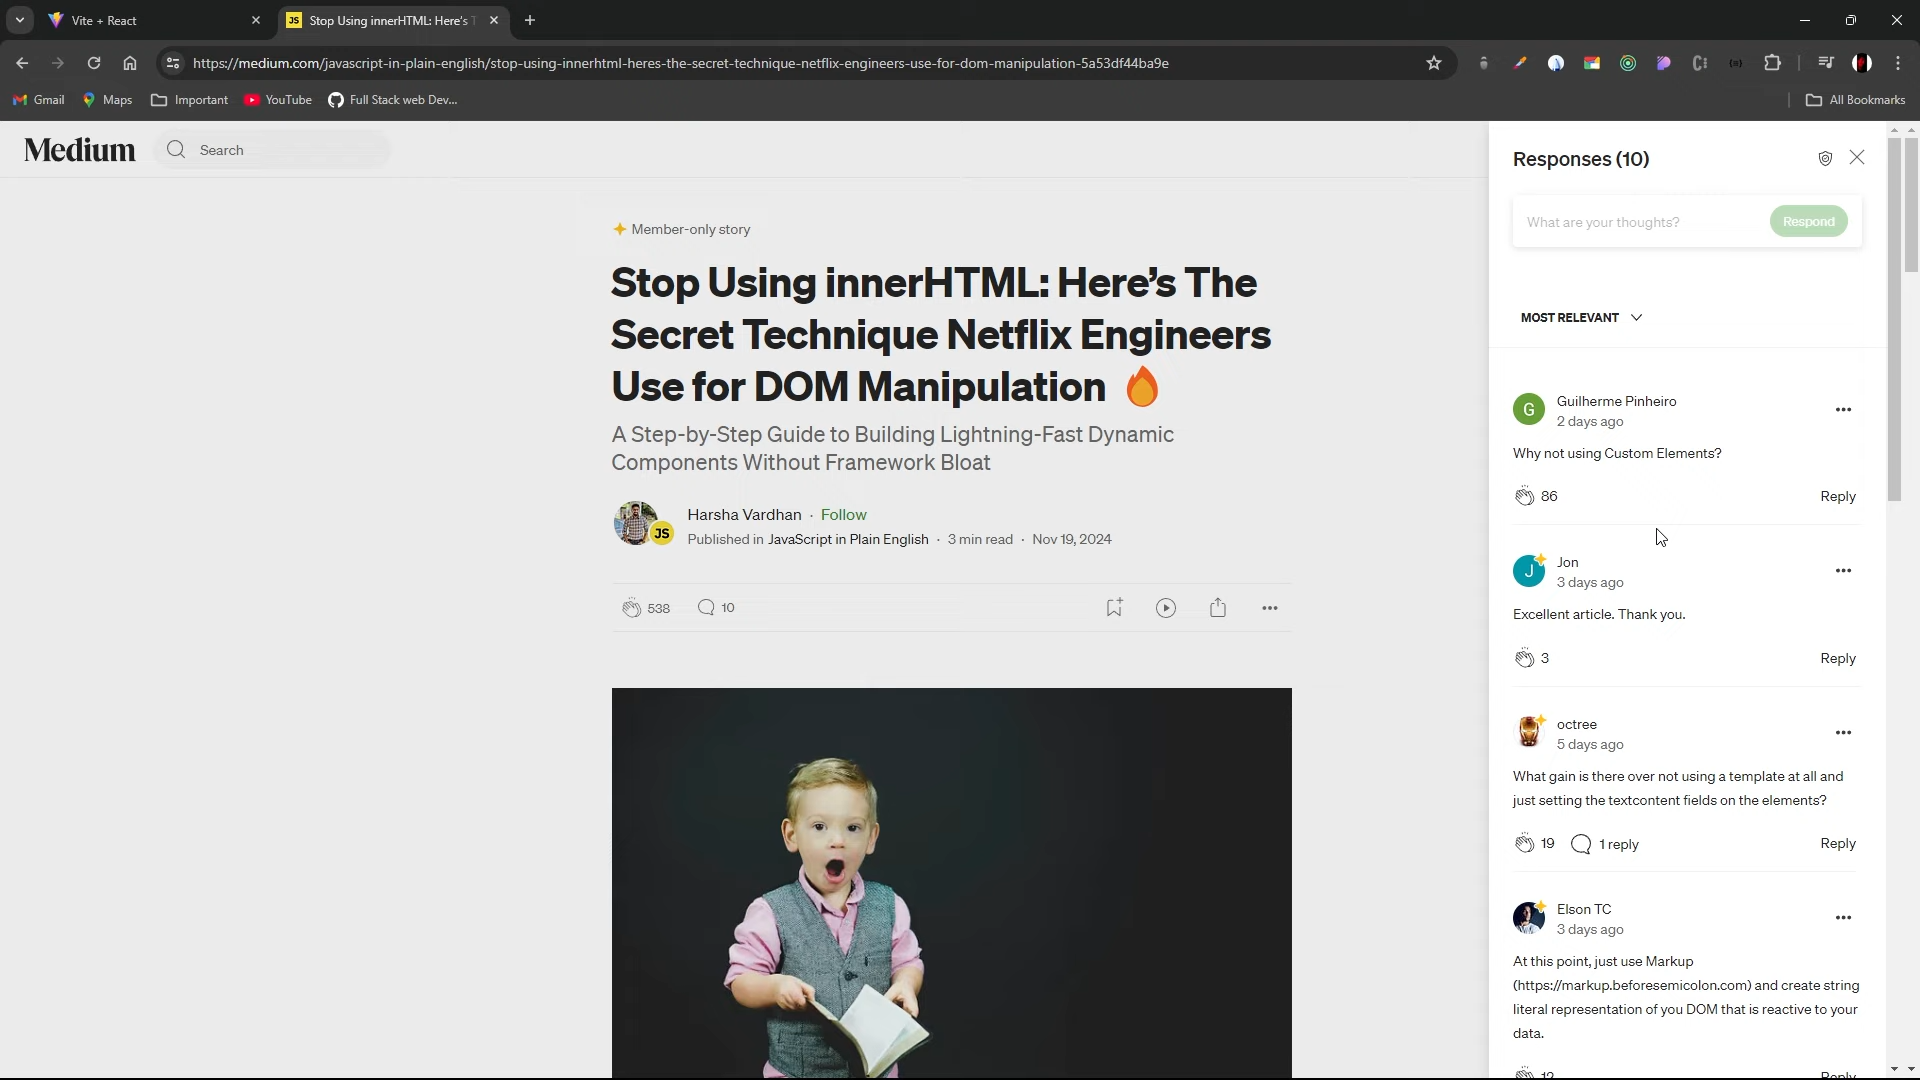 Vite + React
JS Stop Using innerHTML: Here's T
https://medium.com/javascript-in-plain-english/stop-using-innerhtml-heres-the-secret-technique-netflix-engineers-use-for-dom-manipulation-5a53df44ba9e
Gmail Maps Important YouTube Full Stack web Dev... All Bookmarks
Medium
Search
Member-only story
Stop Using innerHTML: Here's The
Secret Technique Netflix Engineers
Use for DOM Manipulation 🔥
A Step-by-Step Guide to Building Lightning-Fast Dynamic
Components Without Framework Bloat
JS
Harsha Vardhan · Follow
Published in JavaScript in Plain English · 3 min read · Nov 19, 2024
538 10
Responses (10)
What are your thoughts? Respond
MOST RELEVANT
G
Guilherme Pinheiro
2 days ago
Why not using Custom Elements?
86 Reply
J
Jon
3 days ago
Excellent article. Thank you.
3 Reply
octree
5 days ago
What gain is there over not using a template at all and
just setting the textcontent fields on the elements?
19 1 reply Reply
Elson TC
3 days ago
At this point, just use Markup
(https://markup.beforesemicolon.com) and create string
literal representation of you DOM that is reactive to your
data.
12 Reply